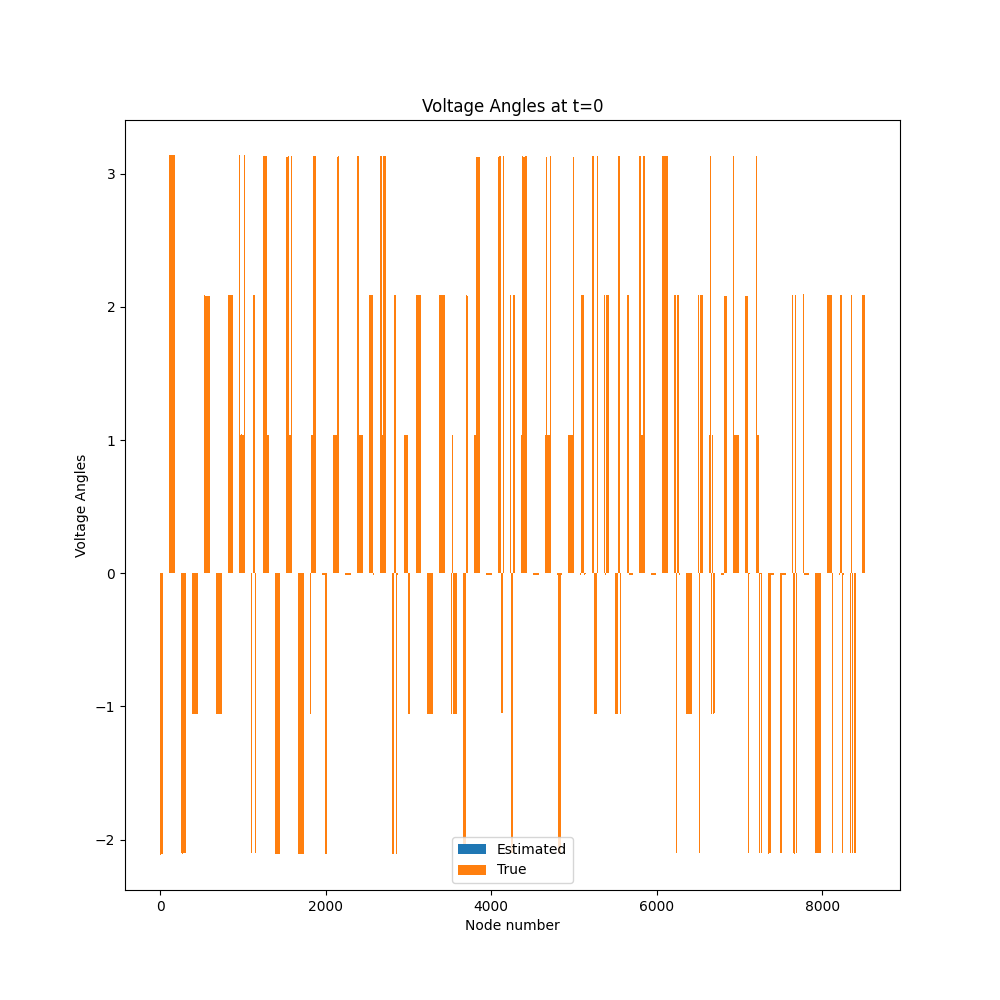 Voltage Angles at t=0
Voltage Angles
3
2
1
0
−1
−2
0
2000
4000
6000
8000
Node number
Estimated
True